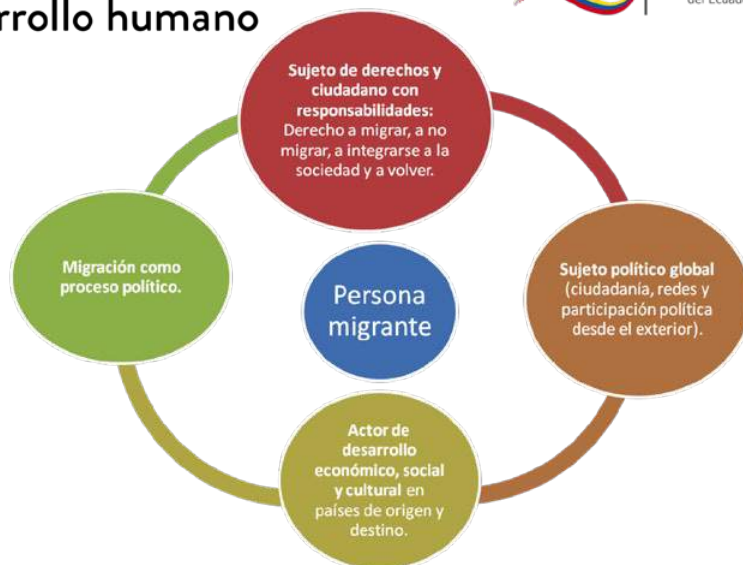 rrollo humano
del Ecuador
Sujeto de derechos y
ciudadano con
responsabilidades:
Derecho a migrar, a no
migrar, a integrarse a la
sociedad y a volver.
Migración como
proceso político.
Persona
migrante
Sujeto político global
(ciudadanía, redes y
participación política
desde el exterior).
Actor de
desarrollo
económico, social
y cultural en
países de origen y
destino.